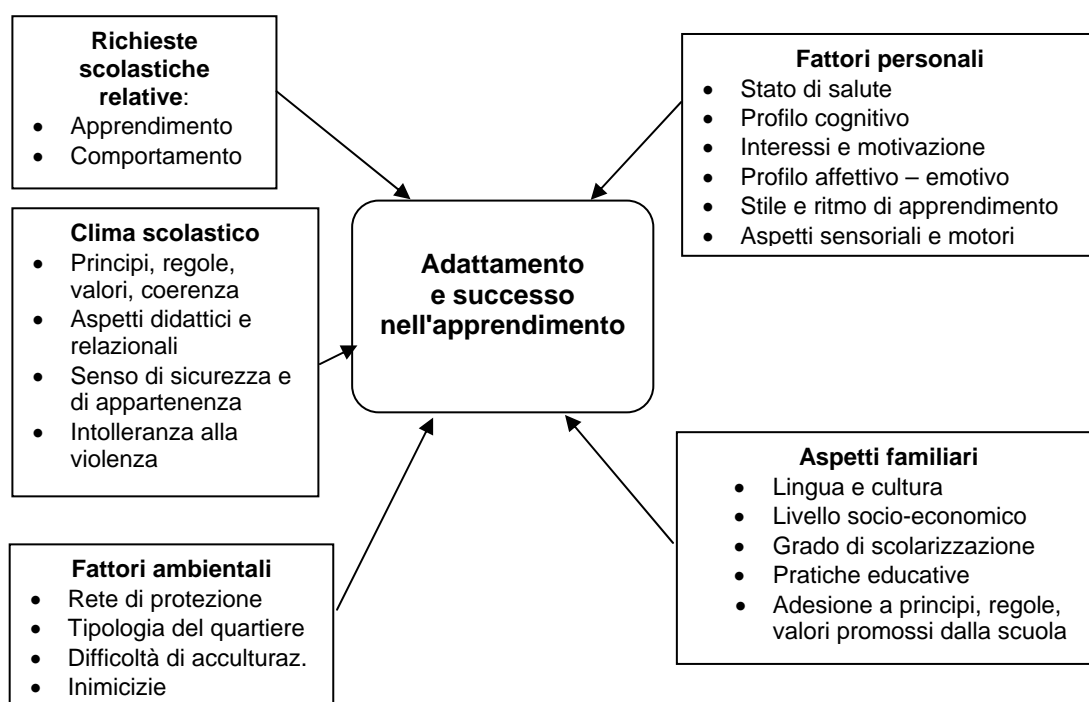 Richieste
scolastiche
relative:
• Apprendimento
• Comportamento
Fattori personali
• Stato di salute
• Profilo cognitivo
• Interessi e motivazione
• Profilo affettivo – emotivo
• Stile e ritmo di apprendimento
• Aspetti sensoriali e motori
Clima scolastico
• Principi, regole,
valori, coerenza
• Aspetti didattici e
relazionali
• Senso di sicurezza e
di appartenenza
• Intolleranza alla
violenza
Adattamento
e successo
nell'apprendimento
Aspetti familiari
• Lingua e cultura
• Livello socio-economico
• Grado di scolarizzazione
• Pratiche educative
• Adesione a principi, regole,
valori promossi dalla scuola
Fattori ambientali
• Rete di protezione
• Tipologia del quartiere
• Difficoltà di acculturaz.
• Inimicizie